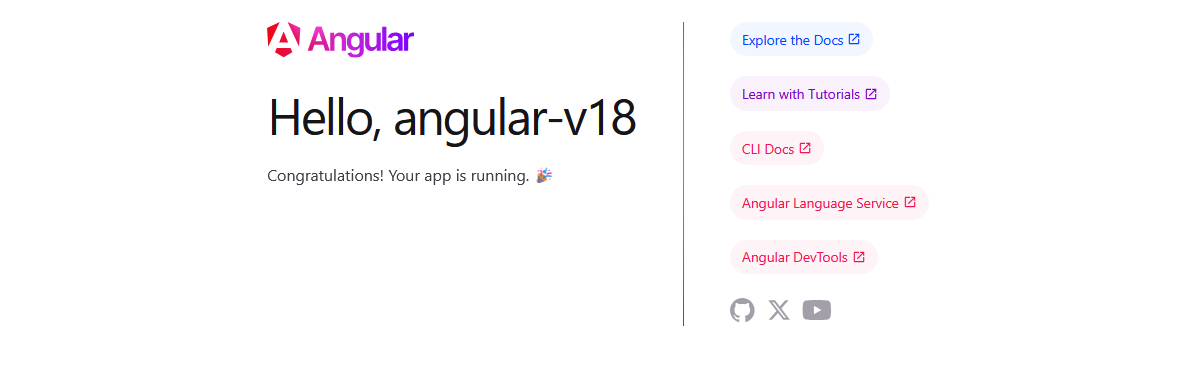 Angular
Hello, angular-v18
Congratulations! Your app is running. 🎉
Explore the Docs
Learn with Tutorials
CLI Docs
Angular Language Service
Angular DevTools